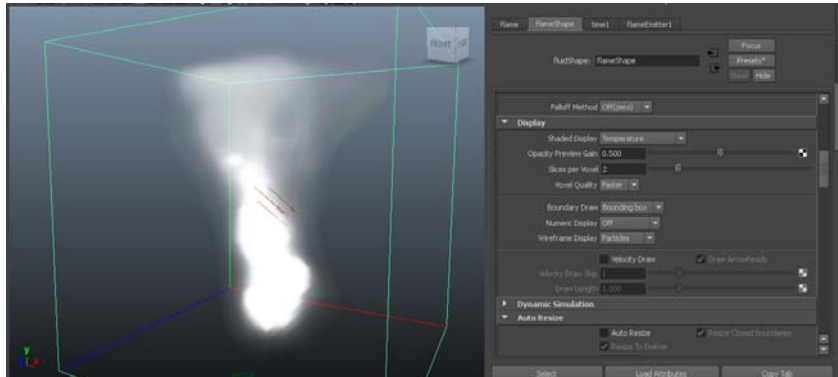 flame flameShape time1 flameEmitter1
fluidShape: flameShape
Focus
Presets*
Show Hide
Falloff Method Off(zero)
Display
Shaded Display Temperature
Opacity Preview Gain 0.500
Slices per Voxel 2
Voxel Quality Faster
Boundary Draw Bounding box
Numeric Display Off
Wireframe Display Particles
Velocity Draw Draw Arrowheads
Velocity Draw Skip 1
Draw Length 1.000
Dynamic Simulation
Auto Resize
Auto Resize Resize Closed Boundaries
Resize To Emitter
Select Load Attributes Copy Tab
FRONT
y
x